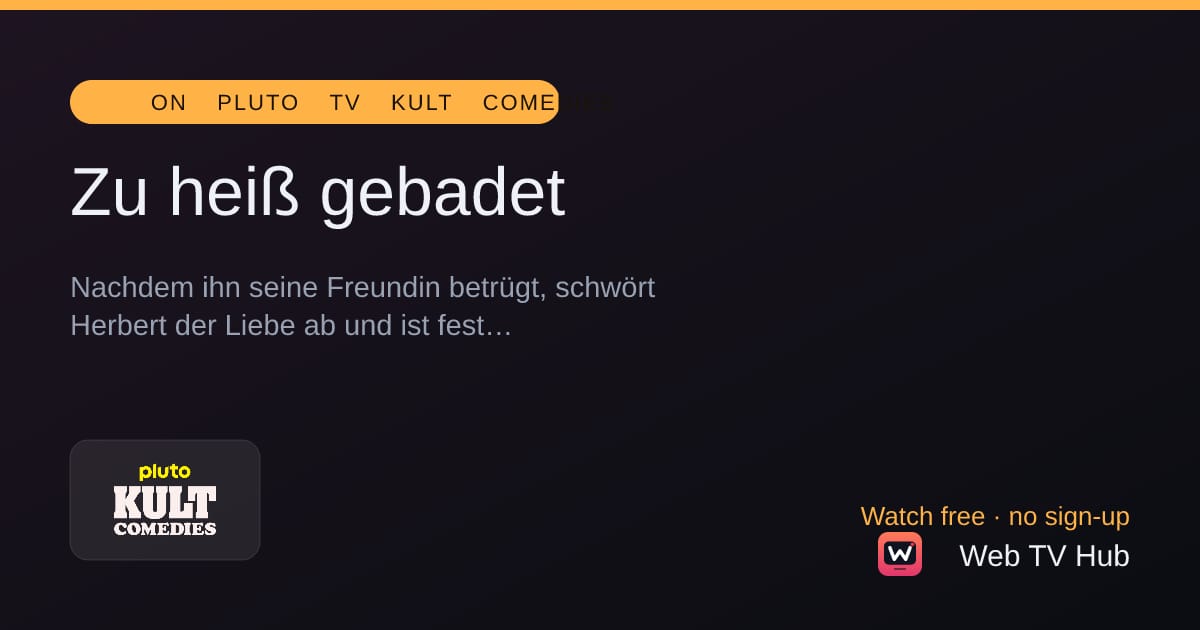 ON PLUTO TV KULT COMEDIES
Zu heiß gebadet
Nachdem ihn seine Freundin betrügt, schwört
Herbert der Liebe ab und ist fest…
pluto
KULT
COMEDIES
Watch free · no sign-up
W
Web TV Hub